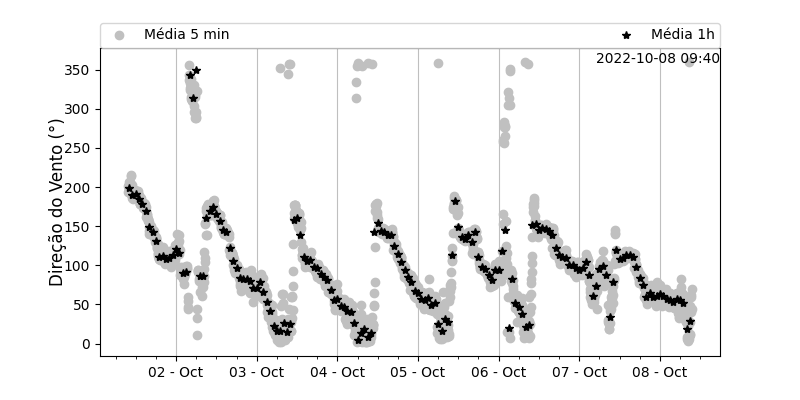 Média 5 min
Média 1h
2022-10-08 09:40
Direção do Vento (°)
350
300
250
200
150
100
50
0
02 - Oct
03 - Oct
04 - Oct
05 - Oct
06 - Oct
07 - Oct
08 - Oct